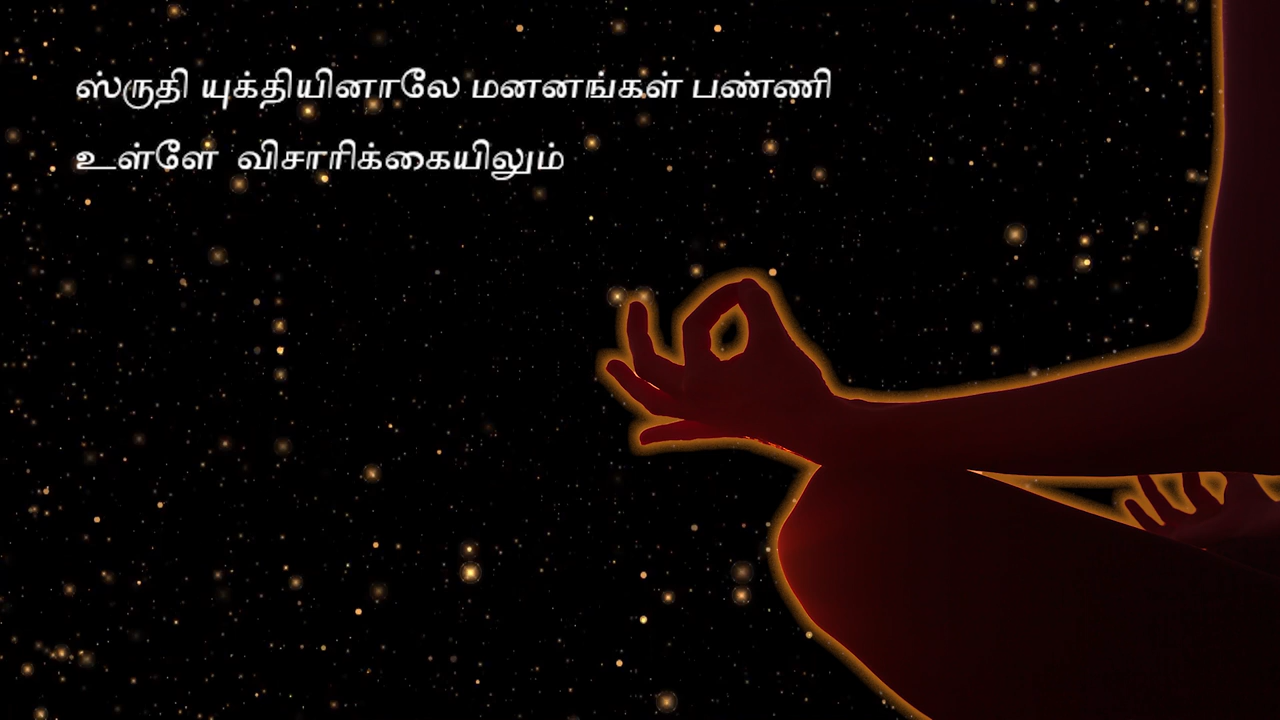 ஸ்ருதி யுக்தியினாலே மனனங்கள் பண்ணி
உள்ளே விசாரிக்கையிலும்